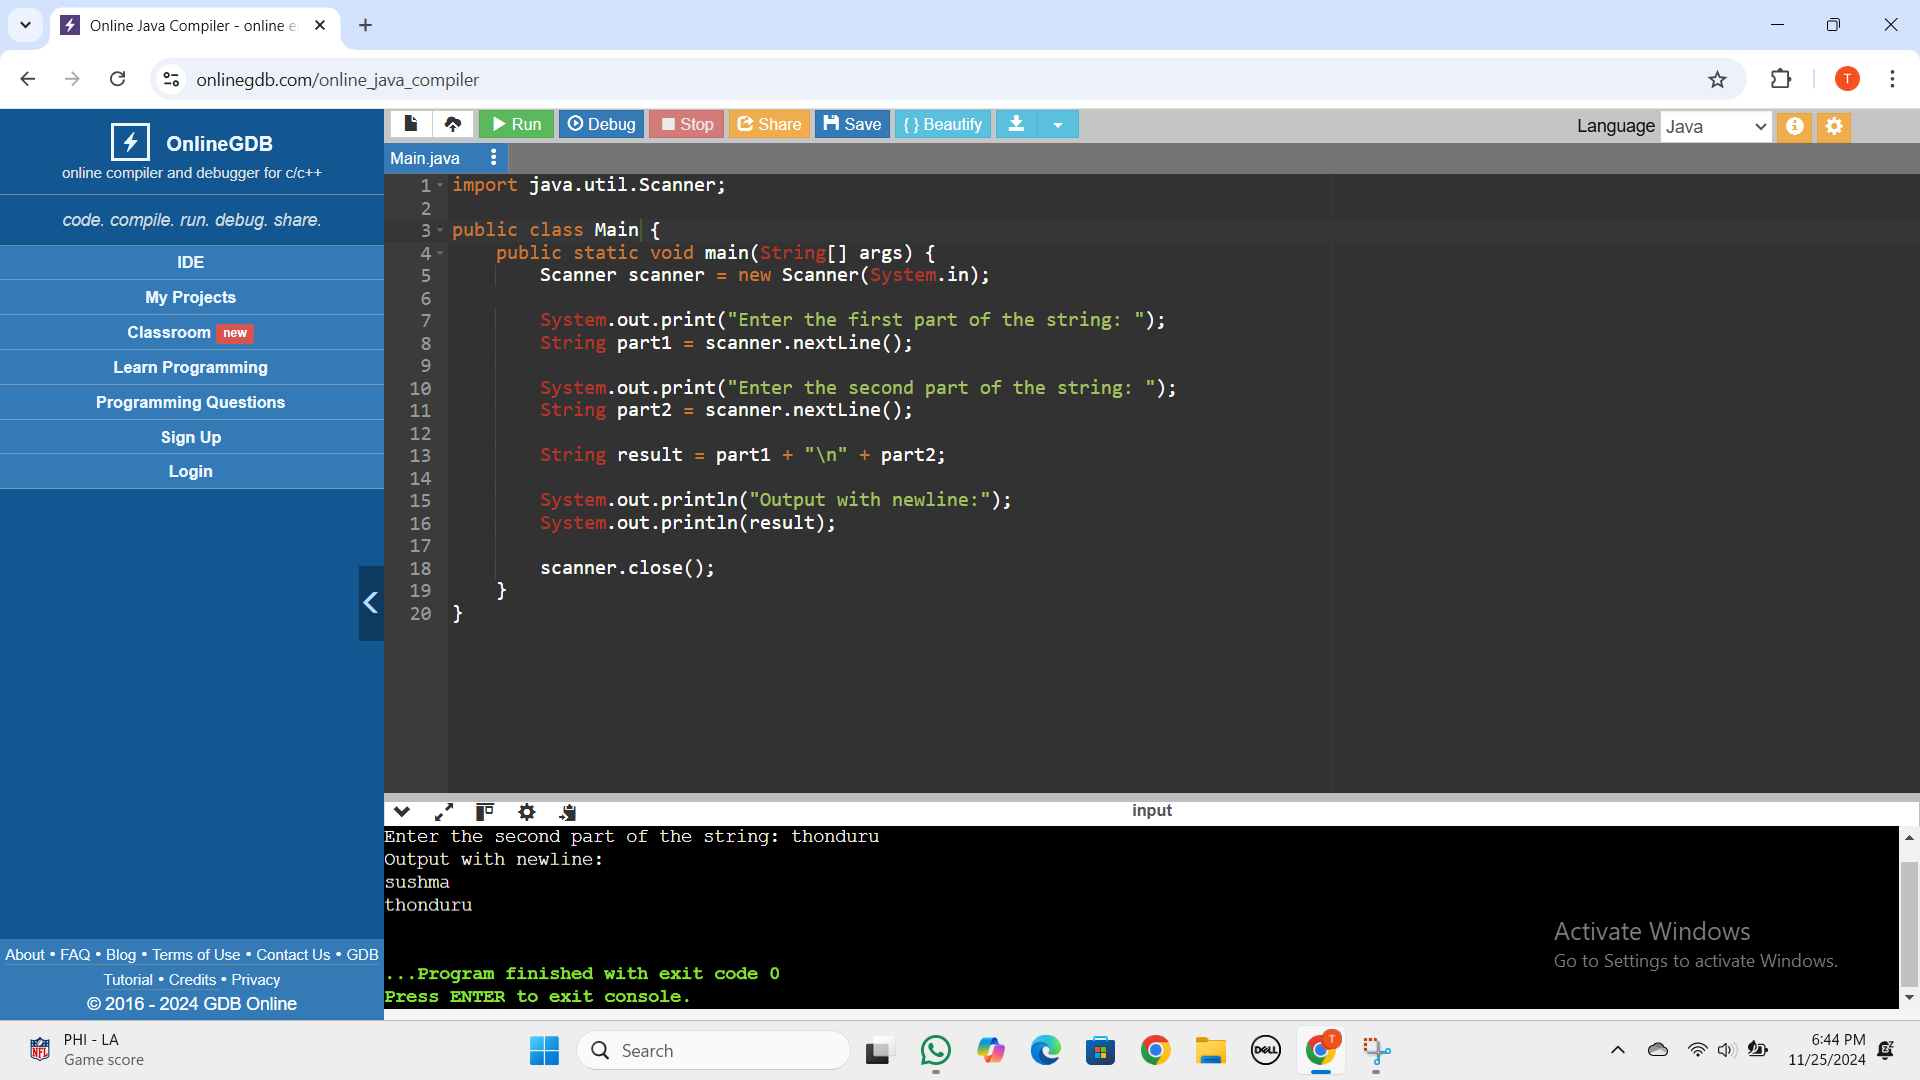 Online Java Compiler - online e
onlinegdb.com/online_java_compiler
T
OnlineGDB
online compiler and debugger for c/c++
code. compile. run. debug. share.
IDE
My Projects
Classroom new
Learn Programming
Programming Questions
Sign Up
Login
About • FAQ • Blog • Terms of Use • Contact Us • GDB
Tutorial • Credits • Privacy
© 2016 - 2024 GDB Online
Run Debug Stop Share Save { } Beautify
Language Java
Main.java
1 import java.util.Scanner;
2
3 public class Main {
4     public static void main(String[] args) {
5         Scanner scanner = new Scanner(System.in);
6
7         System.out.print("Enter the first part of the string: ");
8         String part1 = scanner.nextLine();
9
10         System.out.print("Enter the second part of the string: ");
11         String part2 = scanner.nextLine();
12
13         String result = part1 + "\n" + part2;
14
15         System.out.println("Output with newline:");
16         System.out.println(result);
17
18         scanner.close();
19     }
20 }
input
Enter the second part of the string: thonduru
Output with newline:
sushma
thonduru
...Program finished with exit code 0
Press ENTER to exit console.
Activate Windows
Go to Settings to activate Windows.
NFL
PHI - LA
Game score
Search
DELL
T
6:44 PM
11/25/2024